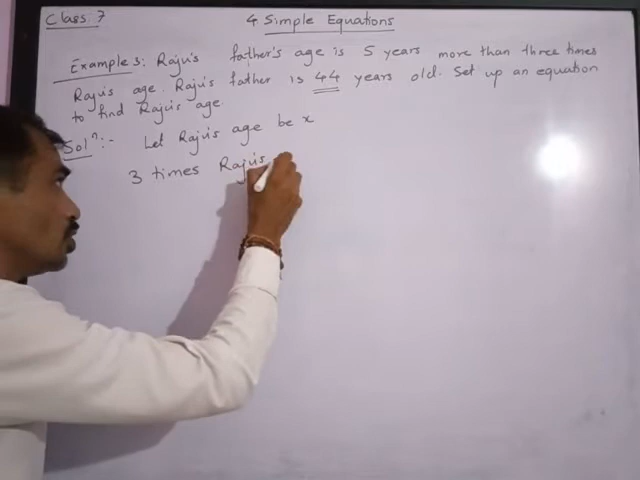 Class 7
4 Simple Equations
Example 3: Raju's father's age is 5 years more than three times
Raju's age. Raju's father is 44 years old. Set up an equation
to find Raju's age
Solⁿ:- Let Raju's age be x
3 times Raju's